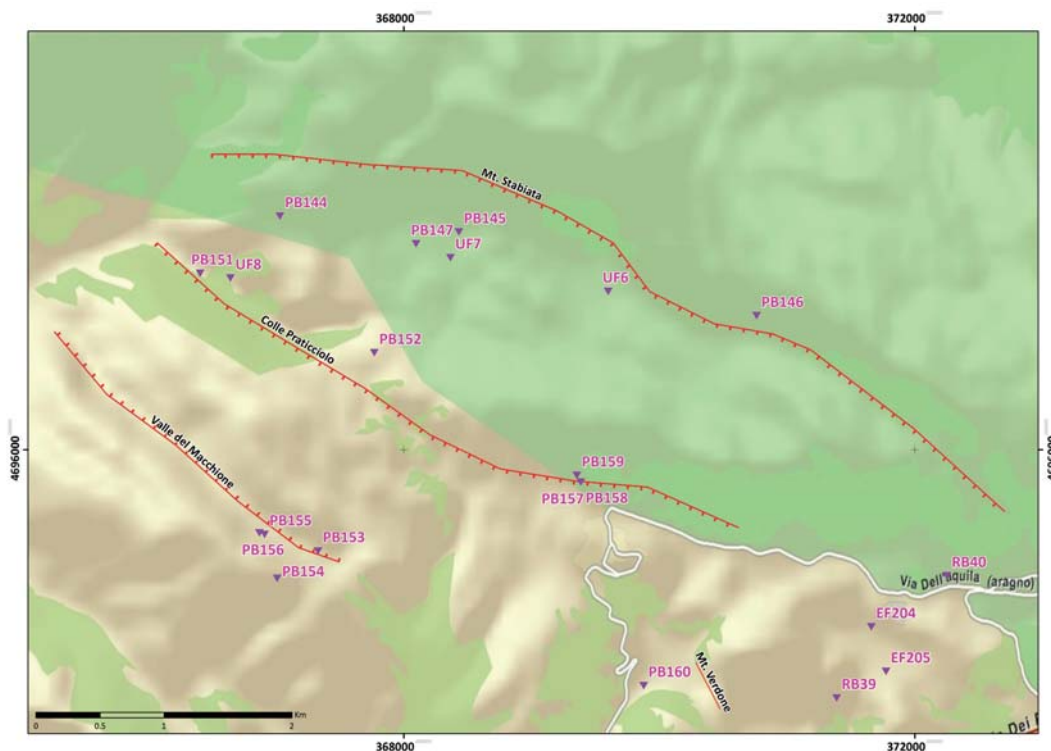 368000
372000
Mt. Stabiata
PB144
PB145
PB147
UF7
PB151
UF8
UF6
PB146
Colle Praticciolo
PB152
4696000
Valle del Macchione
PB159
PB157
PB158
PB155
PB156
PB153
PB154
RB40
Via Dell'aquila (aragno)
EF204
EF205
Mt. Verdone
PB160
RB39
Km
0
0.5
1
2
Dei
368000
372000